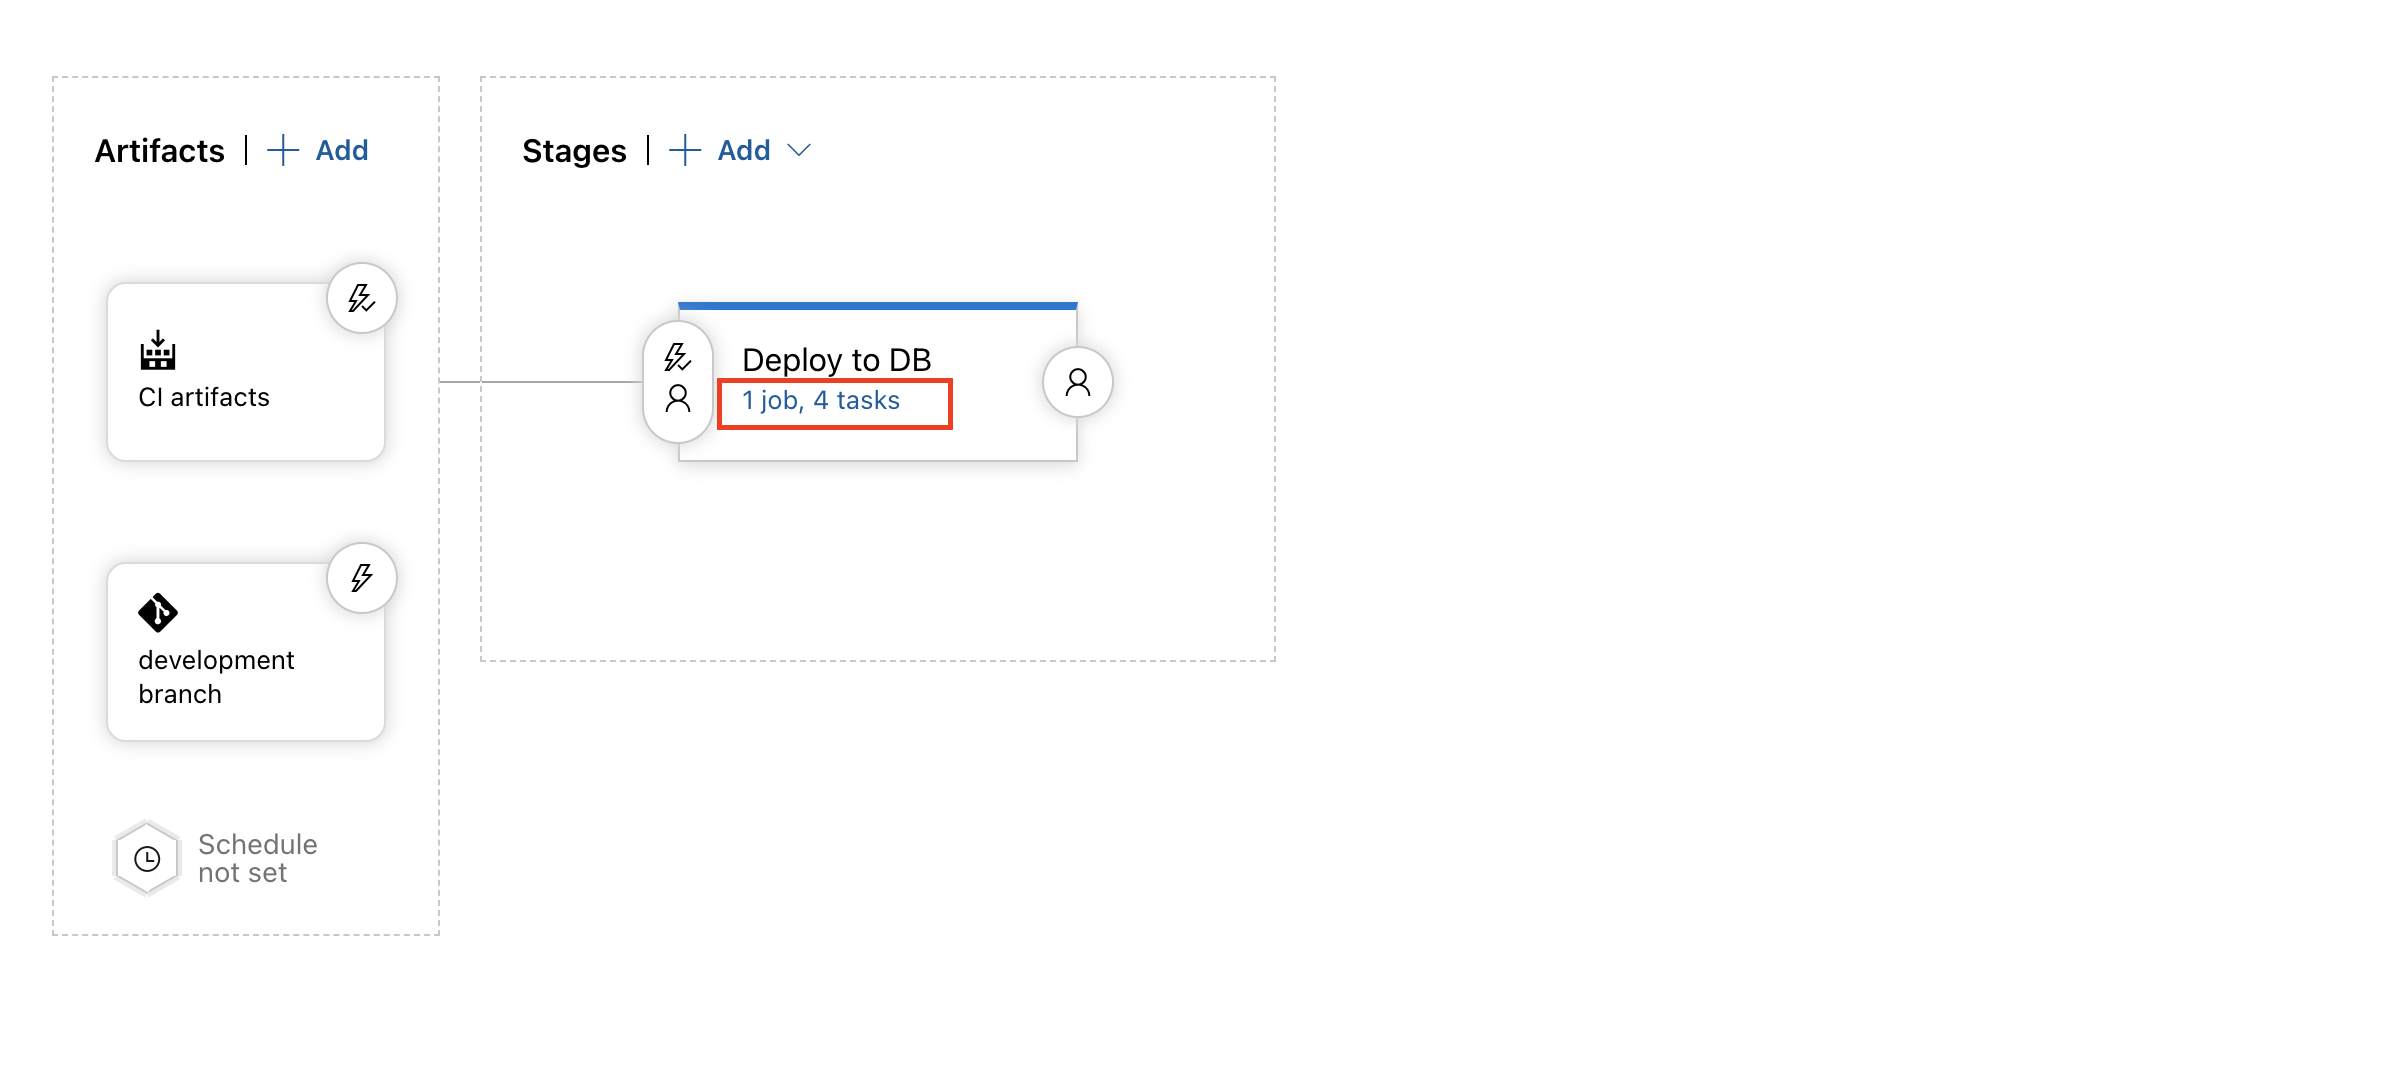 Artifacts | + Add
CI artifacts
development
branch
Schedule
not set
Stages | + Add
Deploy to DB
1 job, 4 tasks